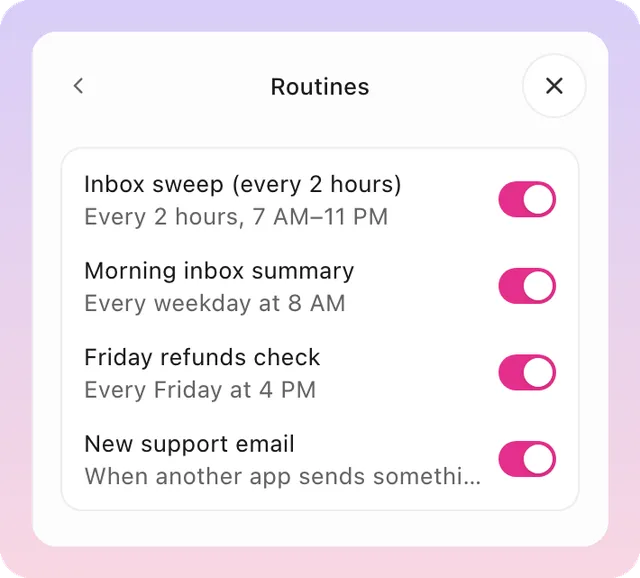 Routines
Inbox sweep (every 2 hours)
Every 2 hours, 7 AM–11 PM
Morning inbox summary
Every weekday at 8 AM
Friday refunds check
Every Friday at 4 PM
New support email
When another app sends somethi...